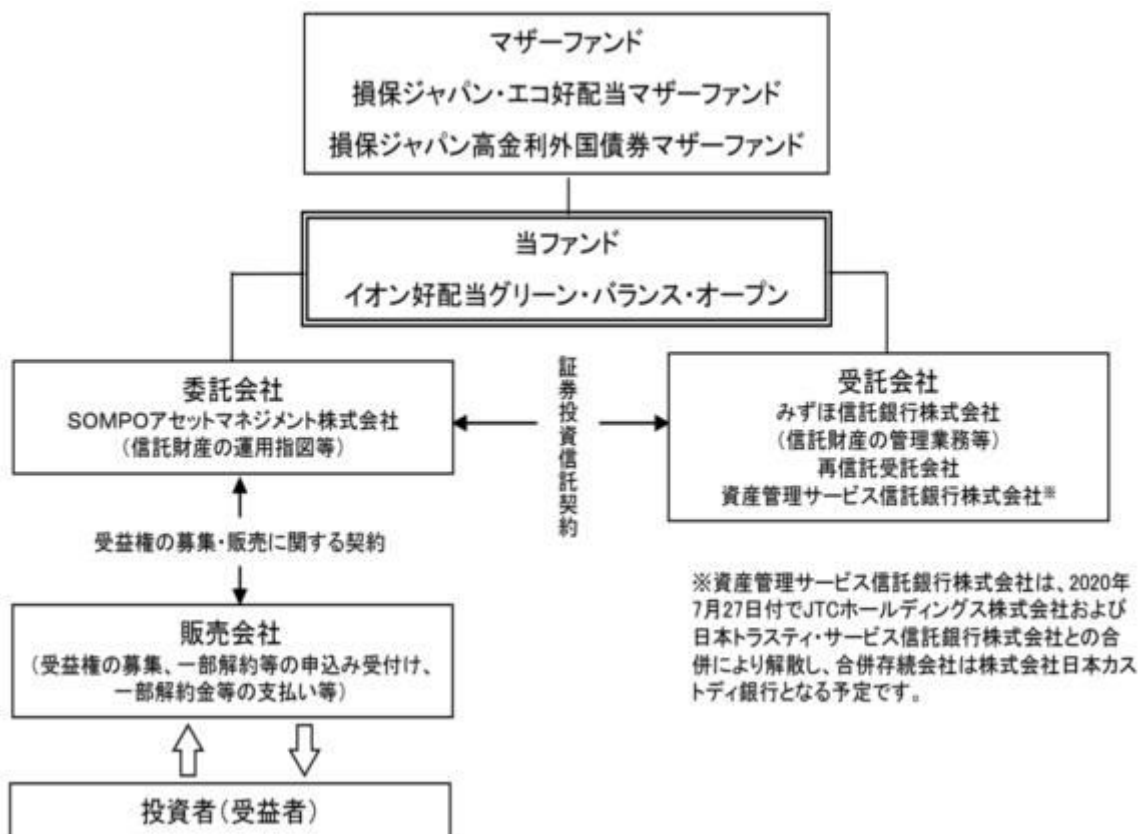 マザーファンド
損保ジャパン・エコ好配当マザーファンド
損保ジャパン高金利外国債券マザーファンド
当ファンド
イオン好配当グリーン・バランス・オープン
委託会社
SOMPOアセットマネジメント株式会社
(信託財産の運用指図等)
証券投資信託契約
受託会社
みずほ信託銀行株式会社
(信託財産の管理業務等)
再信託受託会社
資産管理サービス信託銀行株式会社※
受益権の募集・販売に関する契約
販売会社
(受益権の募集、一部解約等の申込み受付け、
一部解約金等の支払い等)
※資産管理サービス信託銀行株式会社は、2020年
7月27日付でJTCホールディングス株式会社および
日本トラスティ・サービス信託銀行株式会社との合
併により解散し、合併存続会社は株式会社日本カス
トディ銀行となる予定です。
投資者(受益者)